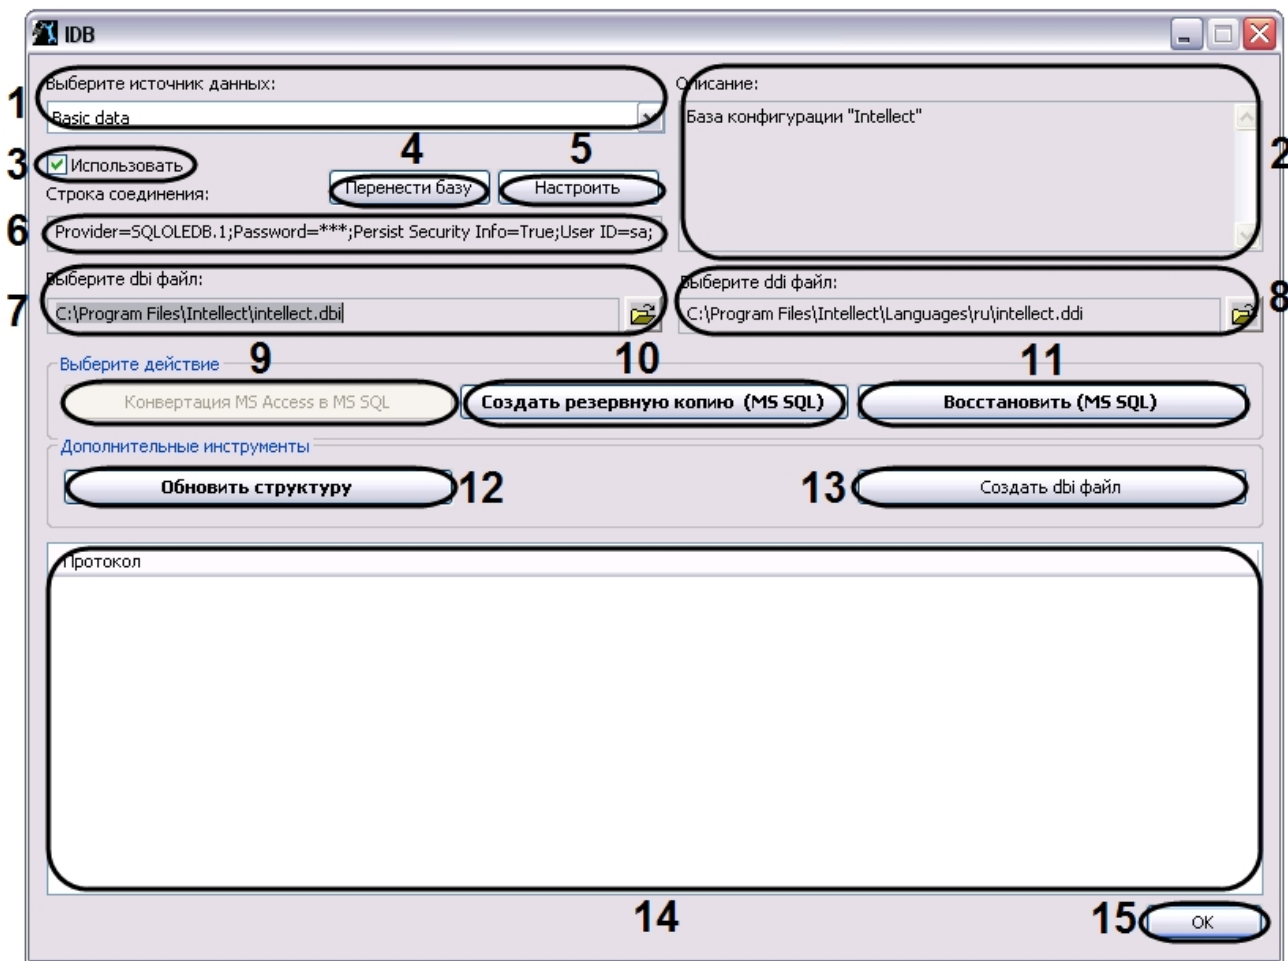 IDB
Выберите источник данных:
Описание:
1
Basic data
База конфигурации "Intellect"
2
3
Использовать
4
5
Перенести базу
Настроить
Строка соединения:
6
Provider=SQLOLEDB.1;Password=***;Persist Security Info=True;User ID=sa;
Выберите dbi файл:
Выберите ddi файл:
7
C:\Program Files\Intellect\intellect.dbi
C:\Program Files\Intellect\Languages\ru\intellect.ddi
8
Выберите действие
9
10
11
Конвертация MS Access в MS SQL
Создать резервную копию (MS SQL)
Восстановить (MS SQL)
Дополнительные инструменты
Обновить структуру
12
13
Создать dbi файл
Протокол
14
15
OK